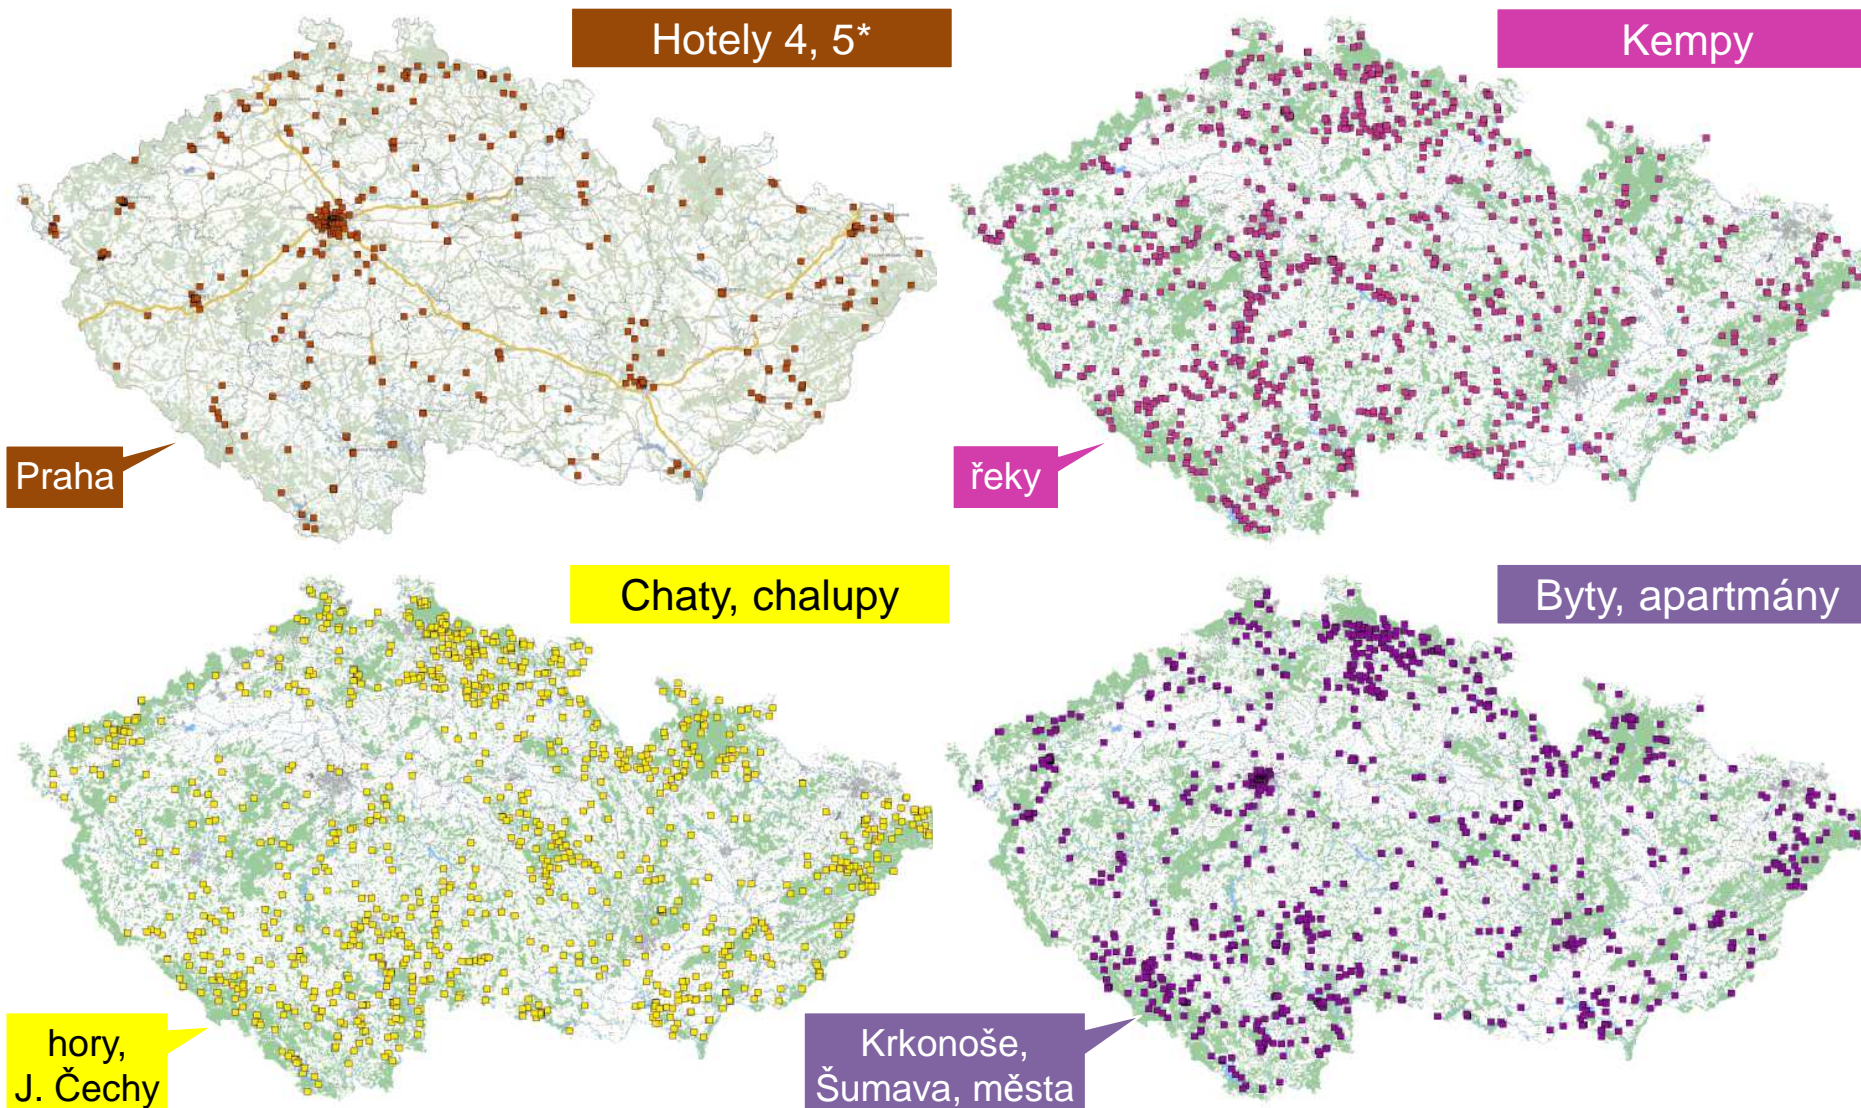 Hotely 4, 5*
Kempy
Praha
řeky
Chaty, chalupy
Byty, apartmány
hory,
J. Čechy
Krkonoše,
Šumava, města